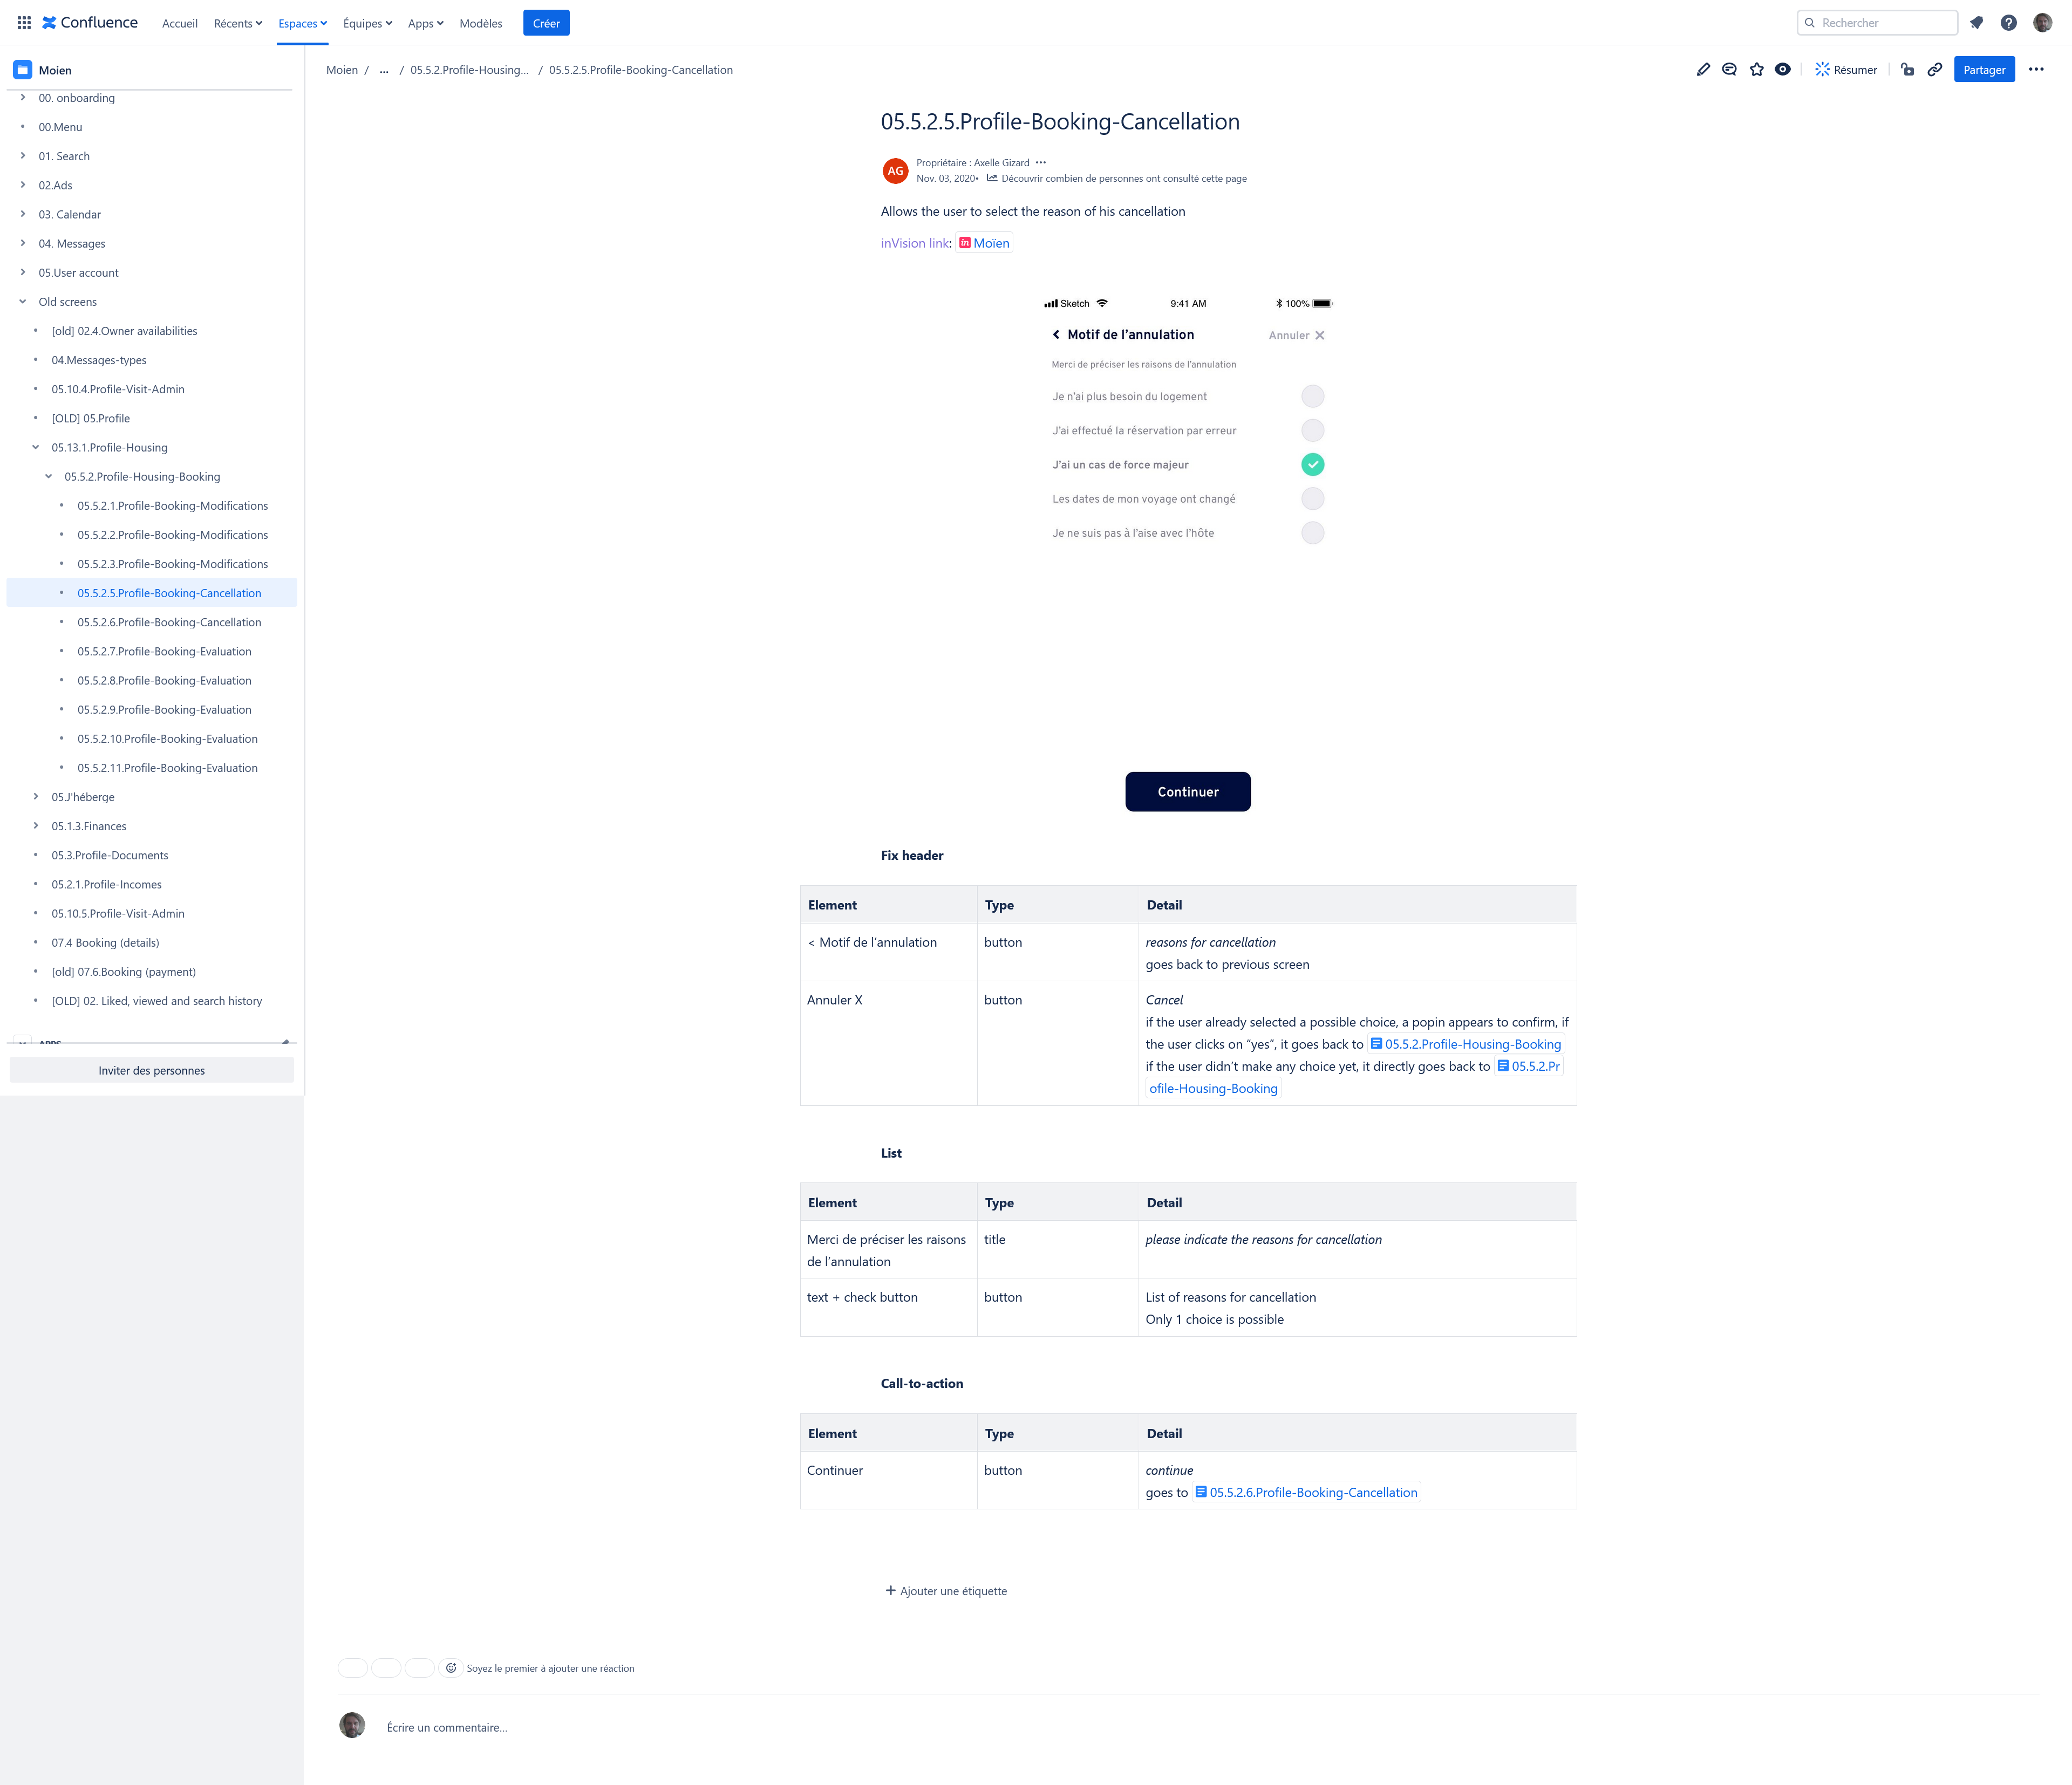 Confluence
Accueil
Récents
Espaces
Équipes
Apps
Modèles
Créer
Rechercher
Moien
00. onboarding
00.Menu
01. Search
02.Ads
03. Calendar
04. Messages
05.User account
Old screens
[old] 02.4.Owner availabilities
04.Messages-types
05.10.4.Profile-Visit-Admin
[OLD] 05.Profile
05.13.1.Profile-Housing
05.5.2.Profile-Housing-Booking
05.5.2.1.Profile-Booking-Modifications
05.5.2.2.Profile-Booking-Modifications
05.5.2.3.Profile-Booking-Modifications
05.5.2.5.Profile-Booking-Cancellation
05.5.2.6.Profile-Booking-Cancellation
05.5.2.7.Profile-Booking-Evaluation
05.5.2.8.Profile-Booking-Evaluation
05.5.2.9.Profile-Booking-Evaluation
05.5.2.10.Profile-Booking-Evaluation
05.5.2.11.Profile-Booking-Evaluation
05.J'héberge
05.1.3.Finances
05.3.Profile-Documents
05.2.1.Profile-Incomes
05.10.5.Profile-Visit-Admin
07.4 Booking (details)
[old] 07.6.Booking (payment)
[OLD] 02. Liked, viewed and search history
APPS
Inviter des personnes
Moien / ... / 05.5.2.Profile-Housing... / 05.5.2.5.Profile-Booking-Cancellation
Résumer
Partager
05.5.2.5.Profile-Booking-Cancellation
AG
Propriétaire : Axelle Gizard
Nov. 03, 2020• Découvrir combien de personnes ont consulté cette page
Allows the user to select the reason of his cancellation
inVision link: in Moïen
Sketch 9:41 AM 100%
Motif de l'annulation Annuler
Merci de préciser les raisons de l'annulation
Je n'ai plus besoin du logement
J'ai effectué la réservation par erreur
J'ai un cas de force majeur
Les dates de mon voyage ont changé
Je ne suis pas à l'aise avec l'hôte
Continuer
Fix header
Element Type Detail
< Motif de l'annulation button reasons for cancellation
goes back to previous screen
Annuler X button Cancel
if the user already selected a possible choice, a popin appears to confirm, if
the user clicks on "yes", it goes back to 05.5.2.Profile-Housing-Booking
if the user didn't make any choice yet, it directly goes back to 05.5.2.Pr
ofile-Housing-Booking
List
Element Type Detail
Merci de préciser les raisons title please indicate the reasons for cancellation
de l'annulation
text + check button button List of reasons for cancellation
Only 1 choice is possible
Call-to-action
Element Type Detail
Continuer button continue
goes to 05.5.2.6.Profile-Booking-Cancellation
Ajouter une étiquette
Soyez le premier à ajouter une réaction
Écrire un commentaire...